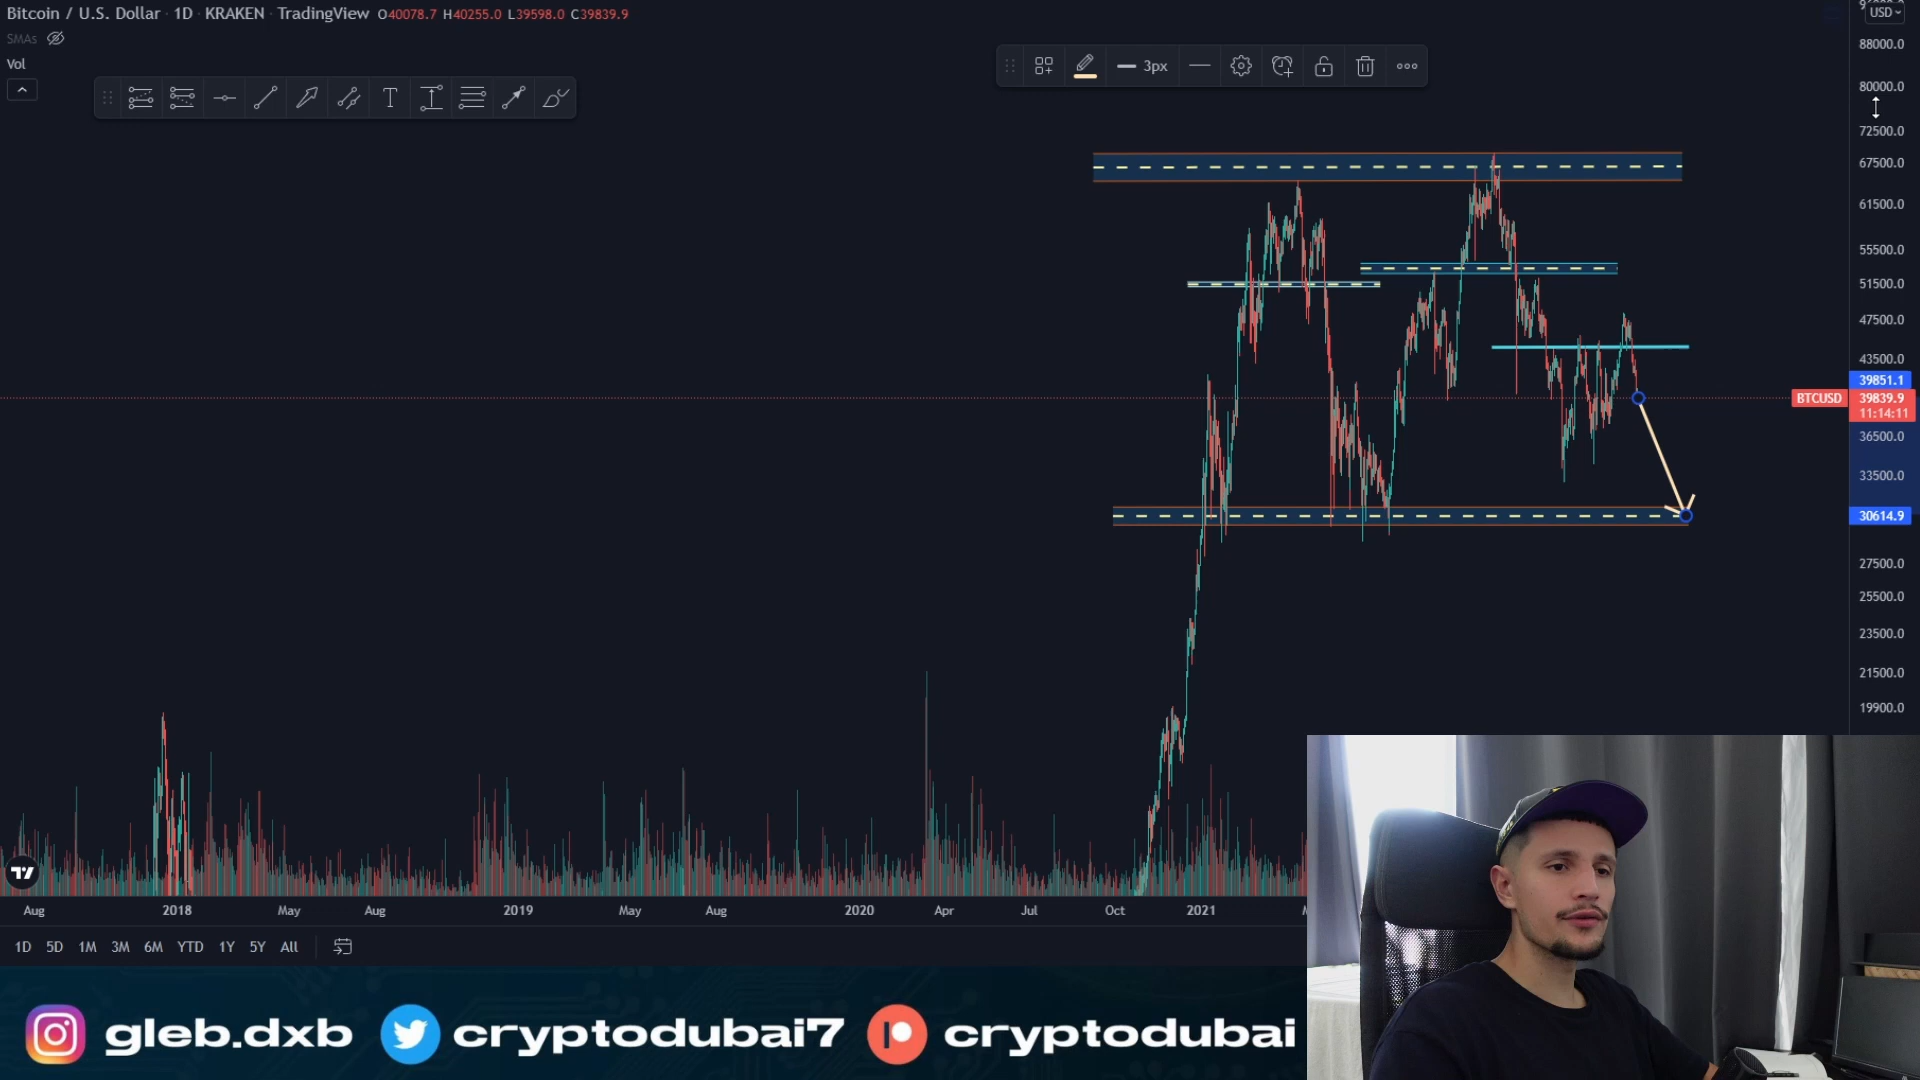 Bitcoin / U.S. Dollar · 1D · KRAKEN · TradingView O40078.7 H40255.0 L39598.0 C39839.9
SMAs
Vol
T
3px
USD
88000.0
80000.0
72500.0
67500.0
61500.0
55500.0
51500.0
47500.0
43500.0
39851.1
BTCUSD 39839.9
11:14:11
36500.0
33500.0
30614.9
27500.0
25500.0
23500.0
21500.0
19900.0
Aug 2018 May Aug 2019 May Aug 2020 Apr Jul Oct 2021
1D 5D 1M 3M 6M YTD 1Y 5Y All
gleb.dxb cryptodubai7 cryptodubai